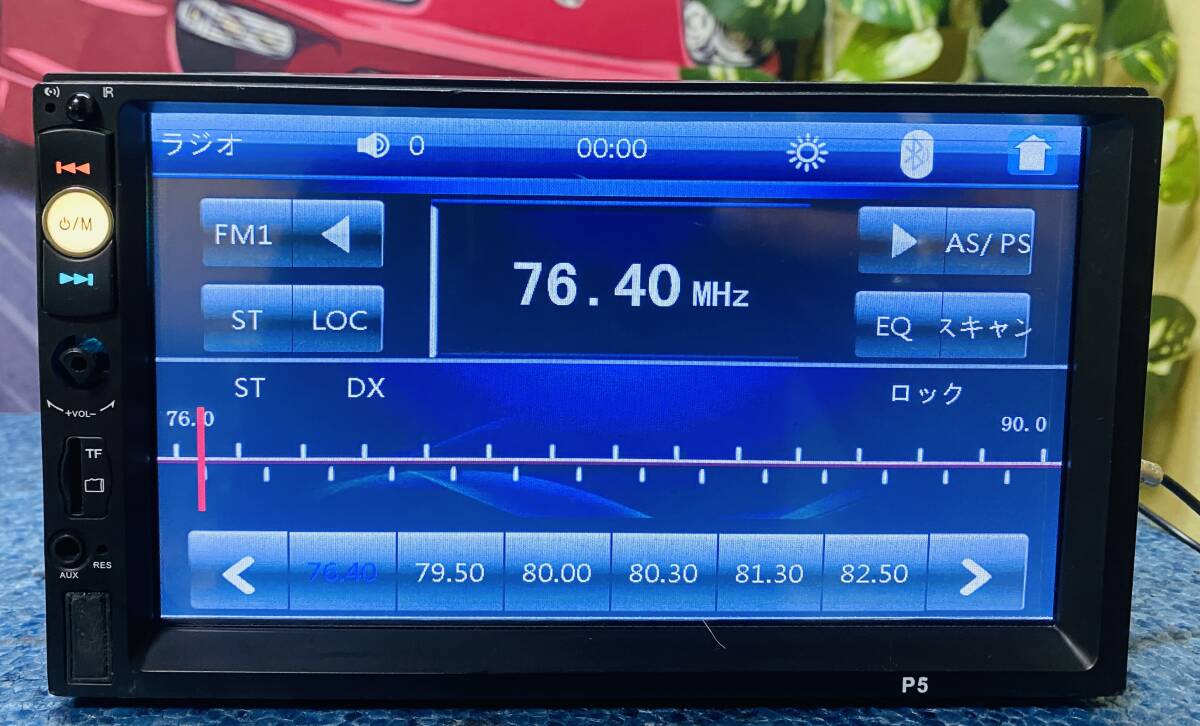 IR
ラジオ 0 00:00
⏻/M
FM1 AS/ PS
76.40 MHz
ST LOC EQ スキャン
ST DX ロック
76.0 90.0
+VOL-
TF
76.40 79.50 80.00 80.30 81.30 82.50
RES
AUX
P5